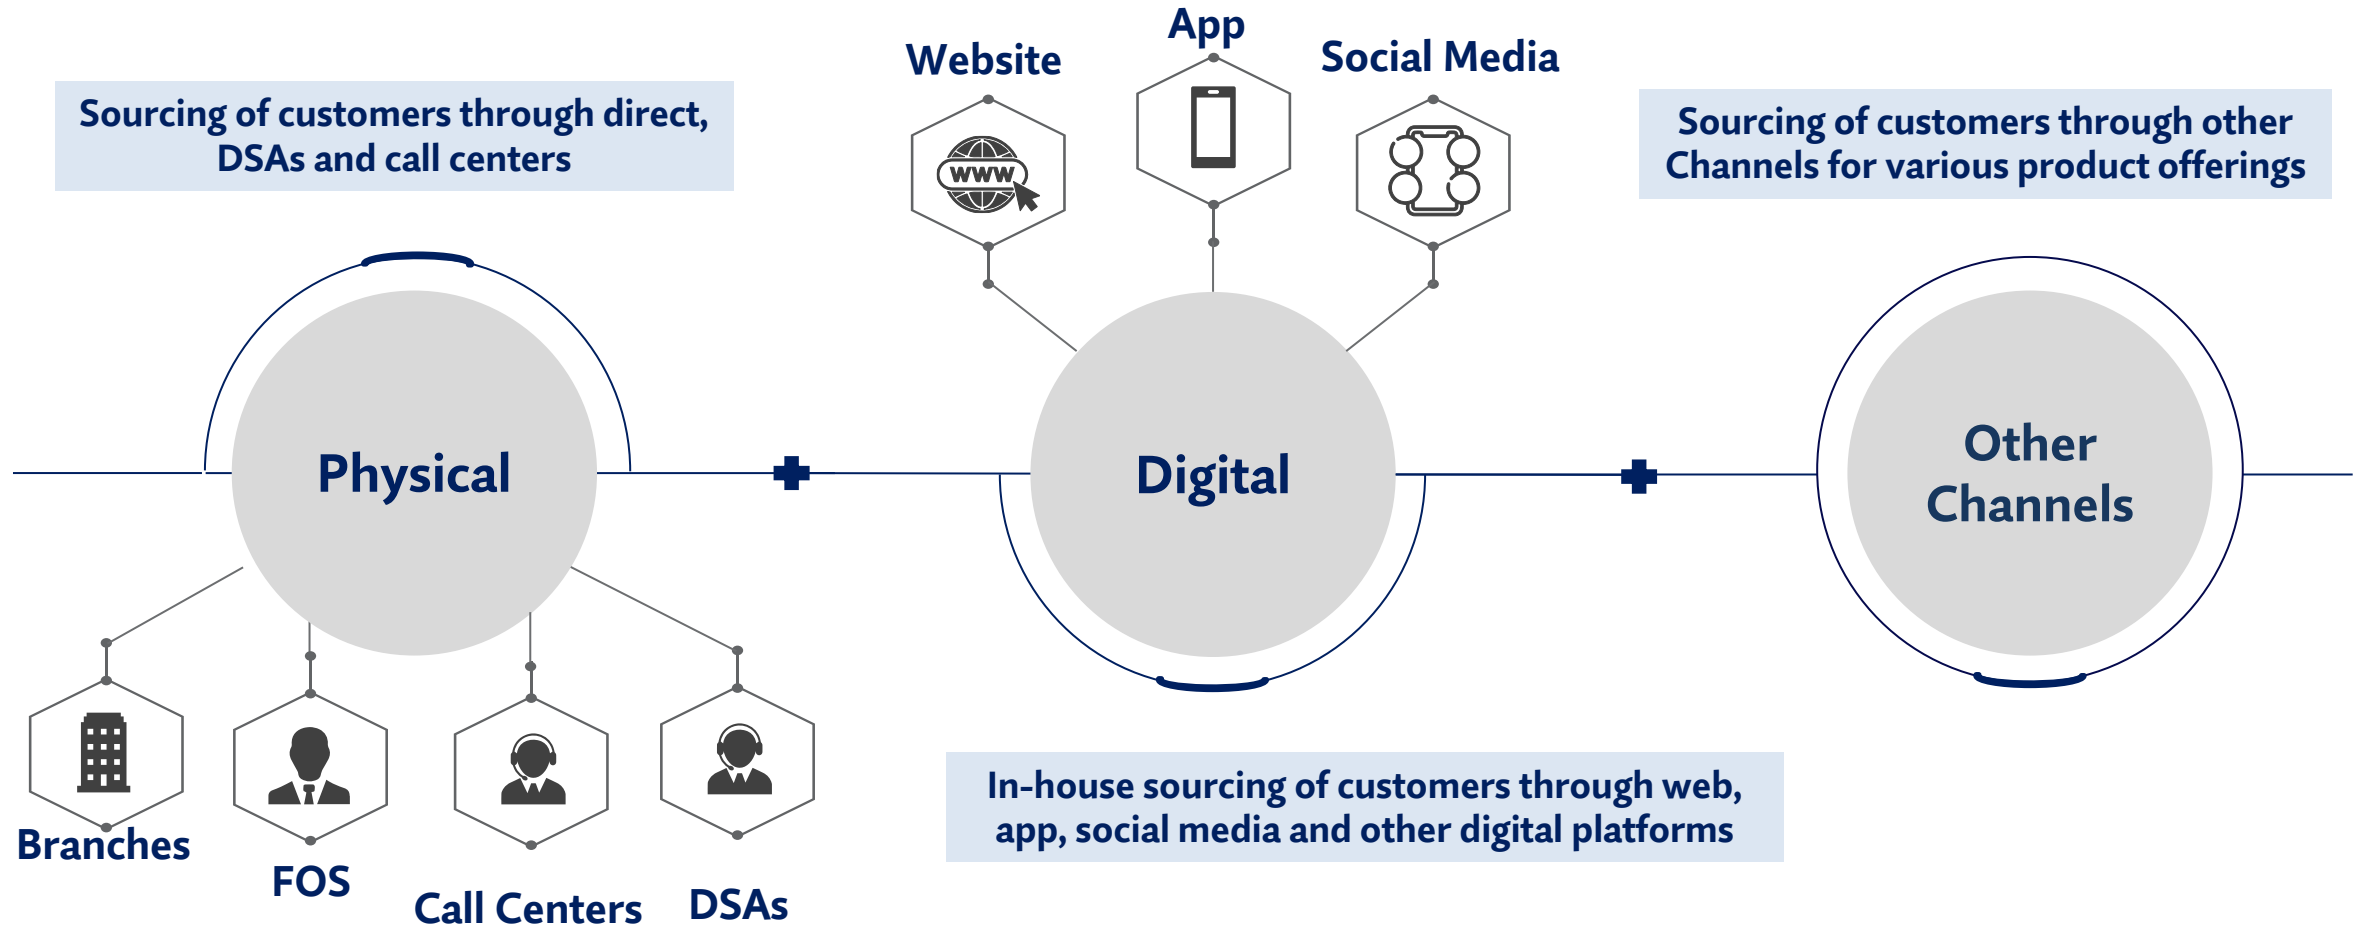 App
Website
Social Media
Sourcing of customers through direct,
DSAs and call centers
Sourcing of customers through other
Channels for various product offerings
www
Physical
Digital
Other
Channels
Branches
FOS
Call Centers
DSAs
In-house sourcing of customers through web,
app, social media and other digital platforms